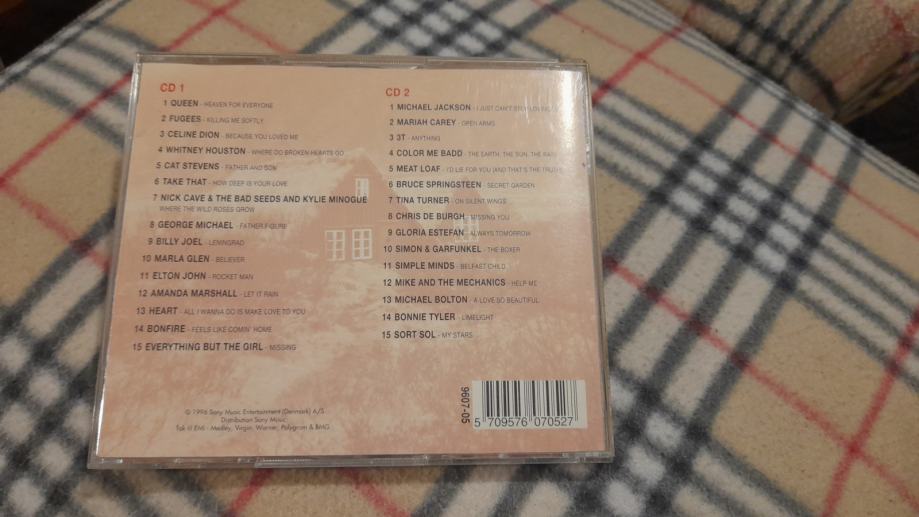 CD 1
1 QUEEN - HEAVEN FOR EVERYONE
2 FUGEES - KILLING ME SOFTLY
3 CELINE DION - BECAUSE YOU LOVED ME
4 WHITNEY HOUSTON - WHERE DO BROKEN HEARTS GO
5 CAT STEVENS - FATHER AND SON
6 TAKE THAT - HOW DEEP IS YOUR LOVE
7 NICK CAVE & THE BAD SEEDS AND KYLIE MINOGUE
WHERE THE WILD ROSES GROW
8 GEORGE MICHAEL - FATHER FIGURE
9 BILLY JOEL - LENINGRAD
10 MARLA GLEN - BELIEVER
11 ELTON JOHN - ROCKET MAN
12 AMANDA MARSHALL - LET IT RAIN
13 HEART - ALL I WANNA DO IS MAKE LOVE TO YOU
14 BONFIRE - FEELS LIKE COMIN' HOME
15 EVERYTHING BUT THE GIRL - MISSING
CD 2
1 MICHAEL JACKSON - I JUST CAN'T STOP LOVING
2 MARIAH CAREY - OPEN ARMS
3 3T - ANYTHING
4 COLOR ME BADD - THE EARTH, THE SUN, THE RAIN
5 MEAT LOAF - I'D LIE FOR YOU (AND THAT'S THE TRUTH)
6 BRUCE SPRINGSTEEN - SECRET GARDEN
7 TINA TURNER - ON SILENT WINGS
8 CHRIS DE BURGH - MISSING YOU
9 GLORIA ESTEFAN - ALWAYS TOMORROW
10 SIMON & GARFUNKEL - THE BOXER
11 SIMPLE MINDS - BELFAST CHILD
12 MIKE AND THE MECHANICS - HELP ME
13 MICHAEL BOLTON - A LOVE SO BEAUTIFUL
14 BONNIE TYLER - LIMELIGHT
15 SORT SOL - MY STARS
© 1996 Sony Music Entertainment (Denmark) A/S
Distribution Sony Music
Tak til EMI - Medley, Virgin, Warner, Polygram & BMG
9607-05
5 709576 070527